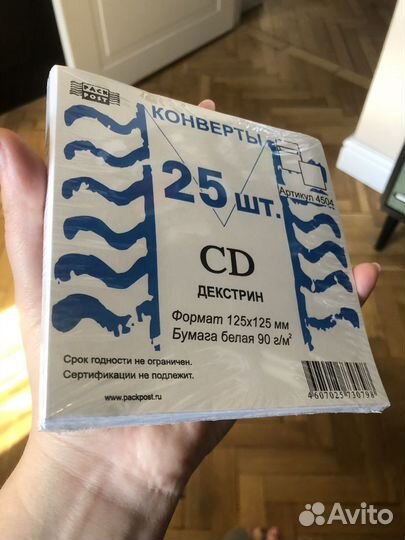 PACK
POST
КОНВЕРТЫ
25 шт.
Артикул 4504
CD
ДЕКСТРИН
Формат 125x125 мм
Бумага белая 90 г/м²
Срок годности не ограничен.
Сертификации не подлежит.
www.packpost.ru
4607025730798
Avito